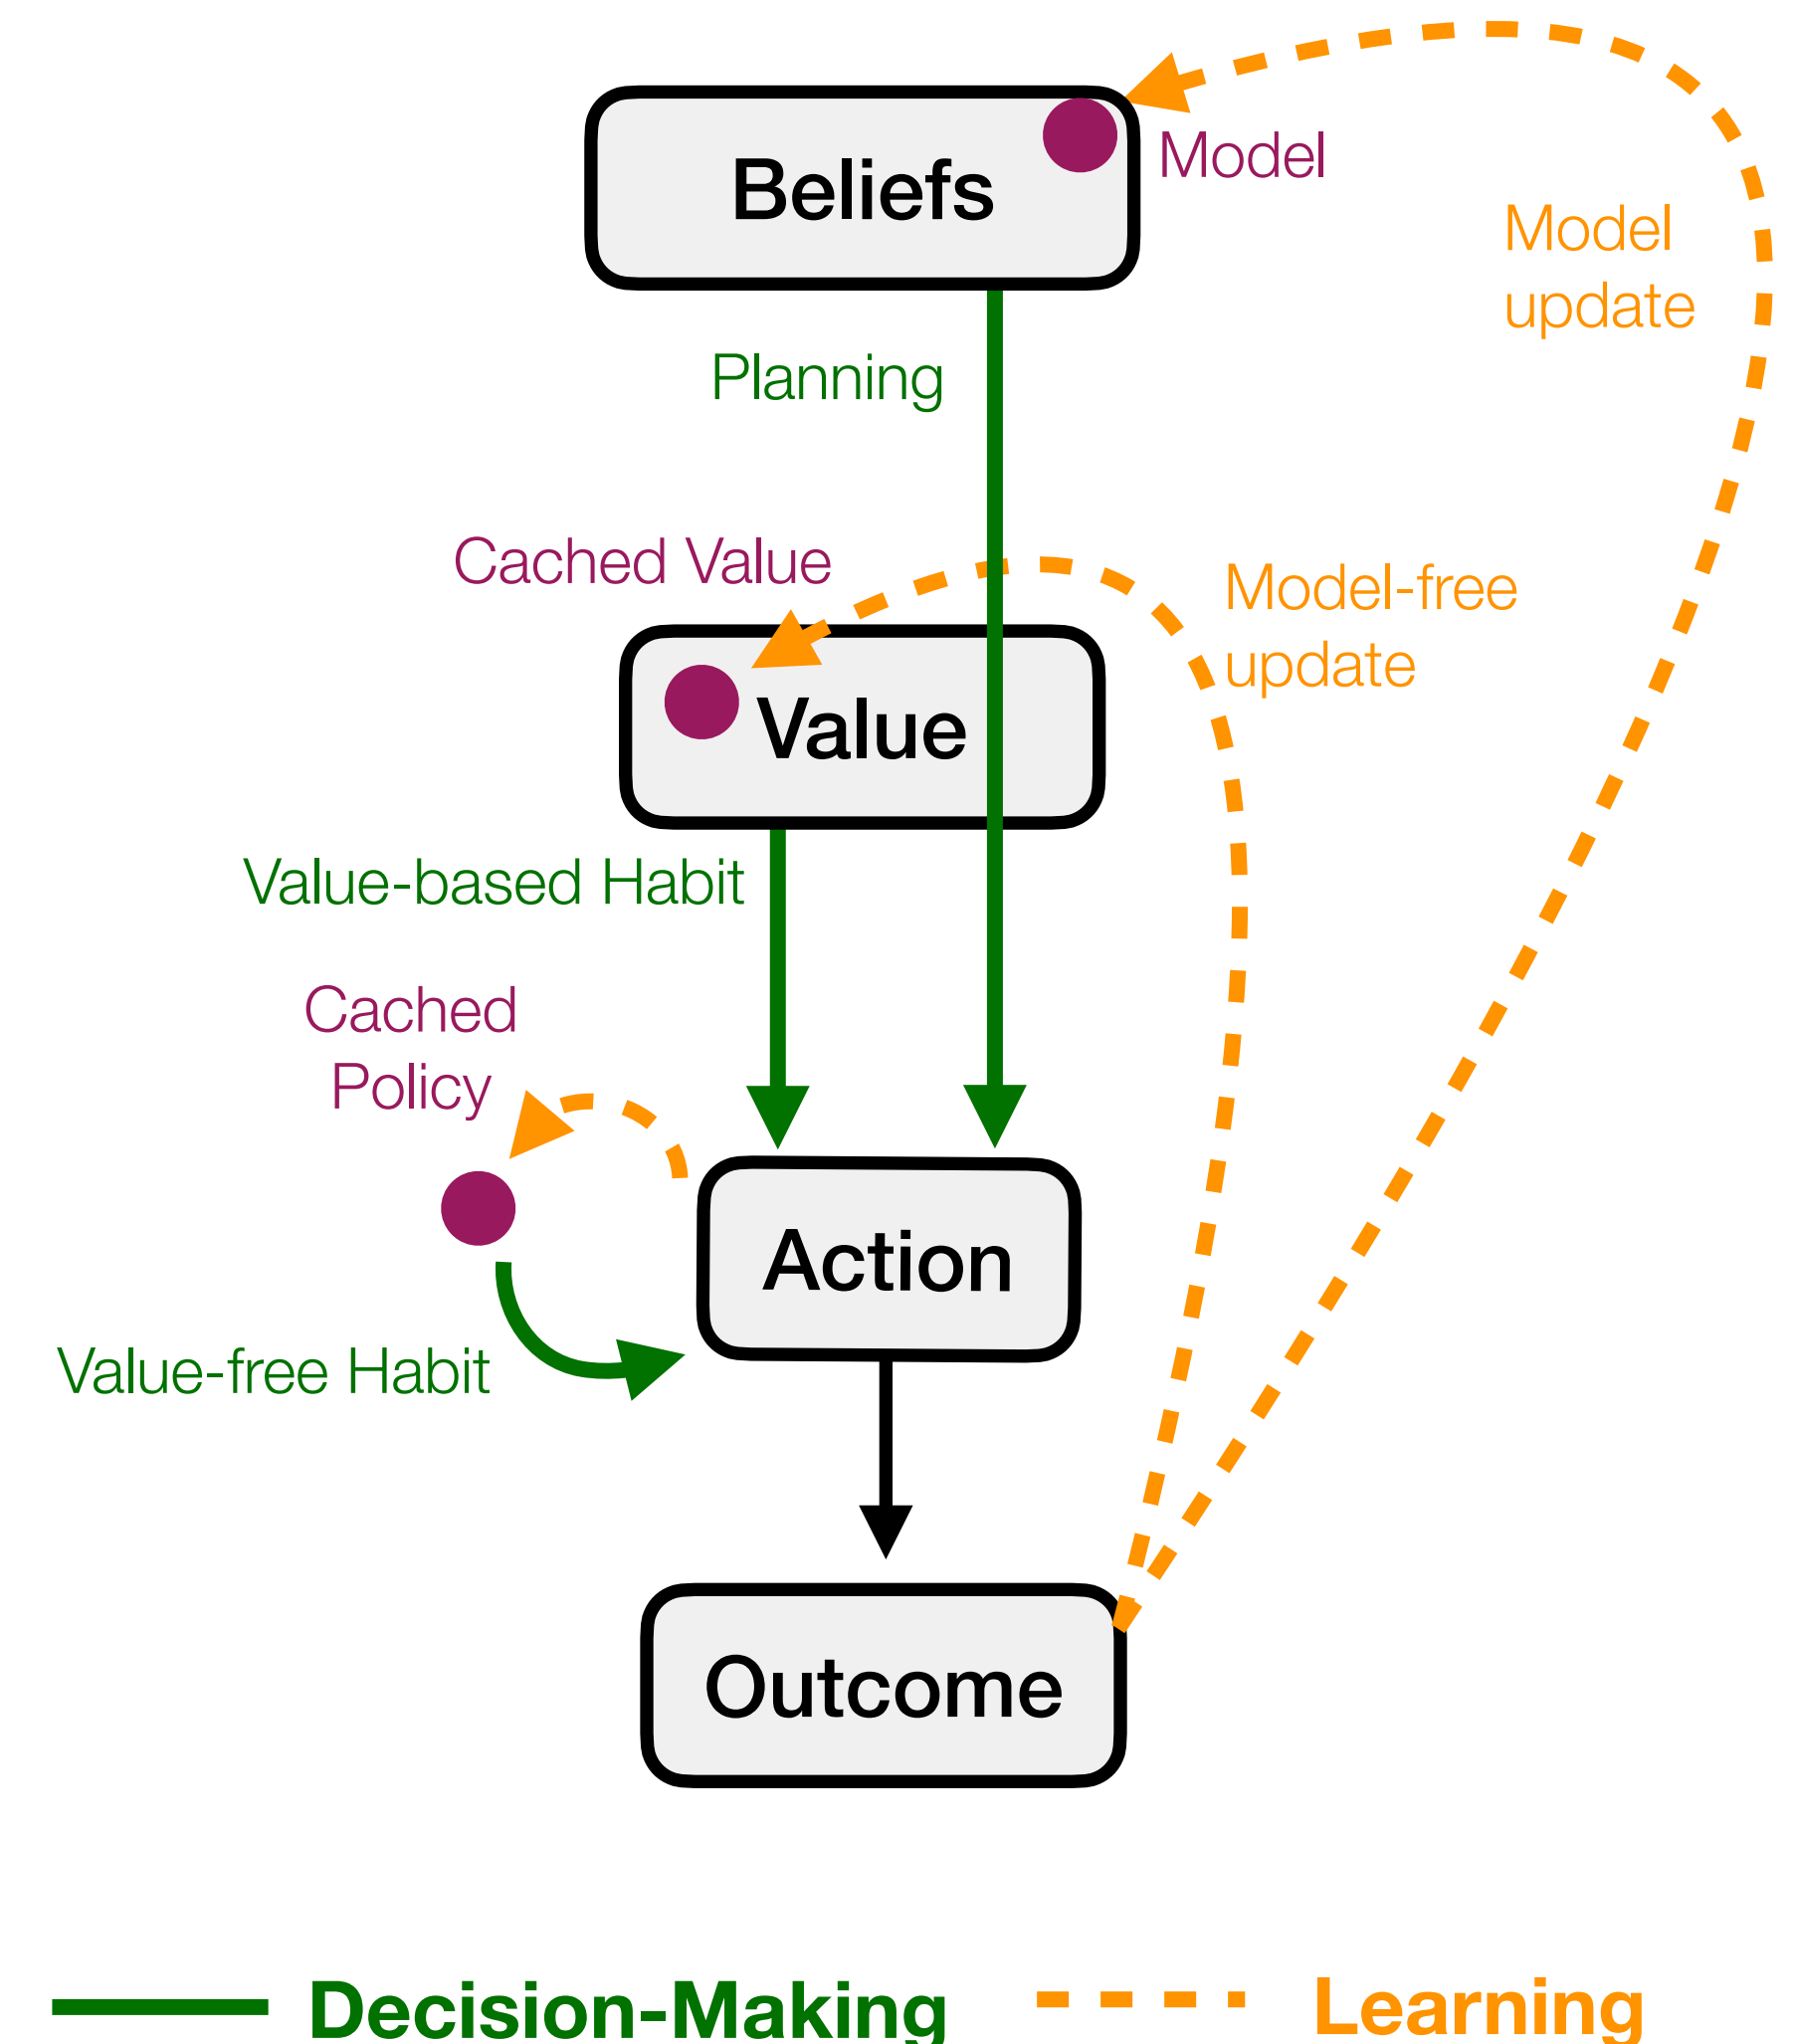 Beliefs
Model
Model
update
Planning
Cached Value
Model-free
update
Value
Value-based Habit
Cached
Policy
Action
Value-free Habit
Outcome
Decision-Making
Learning